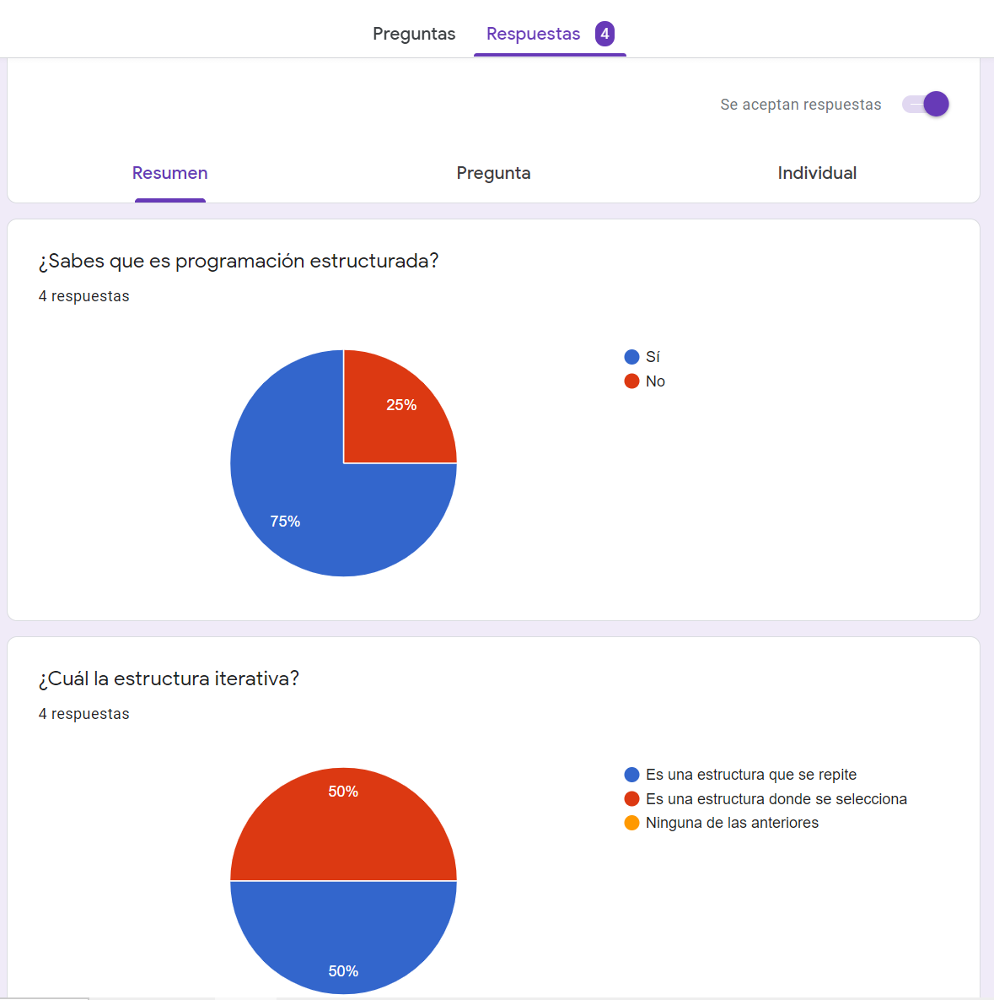 Preguntas Respuestas 4
Se aceptan respuestas
Resumen Pregunta Individual
¿Sabes que es programación estructurada?
4 respuestas
Sí
No
25%
75%
¿Cuál la estructura iterativa?
4 respuestas
Es una estructura que se repite
Es una estructura donde se selecciona
Ninguna de las anteriores
50%
50%